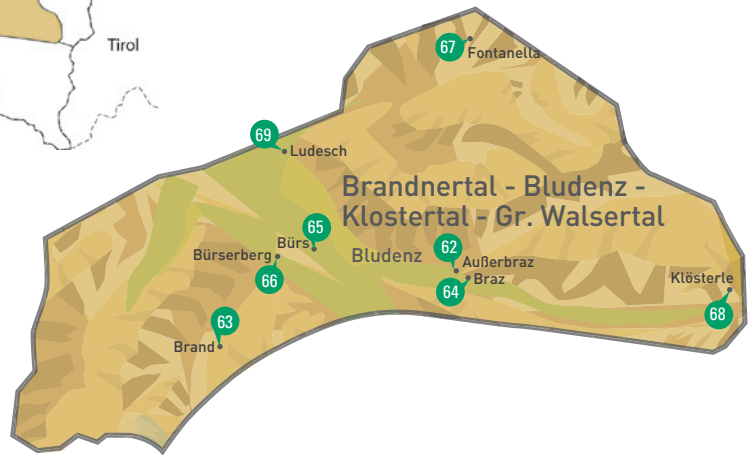 Tirol
67
Fontanella
69
Ludesch
Brandnertal - Bludenz -
Klostertal - Gr. Walsertal
65
Bürs
62
Bürserberg
Bludenz
Außerbraz
66
64
Braz
Klösterle
68
63
Brand